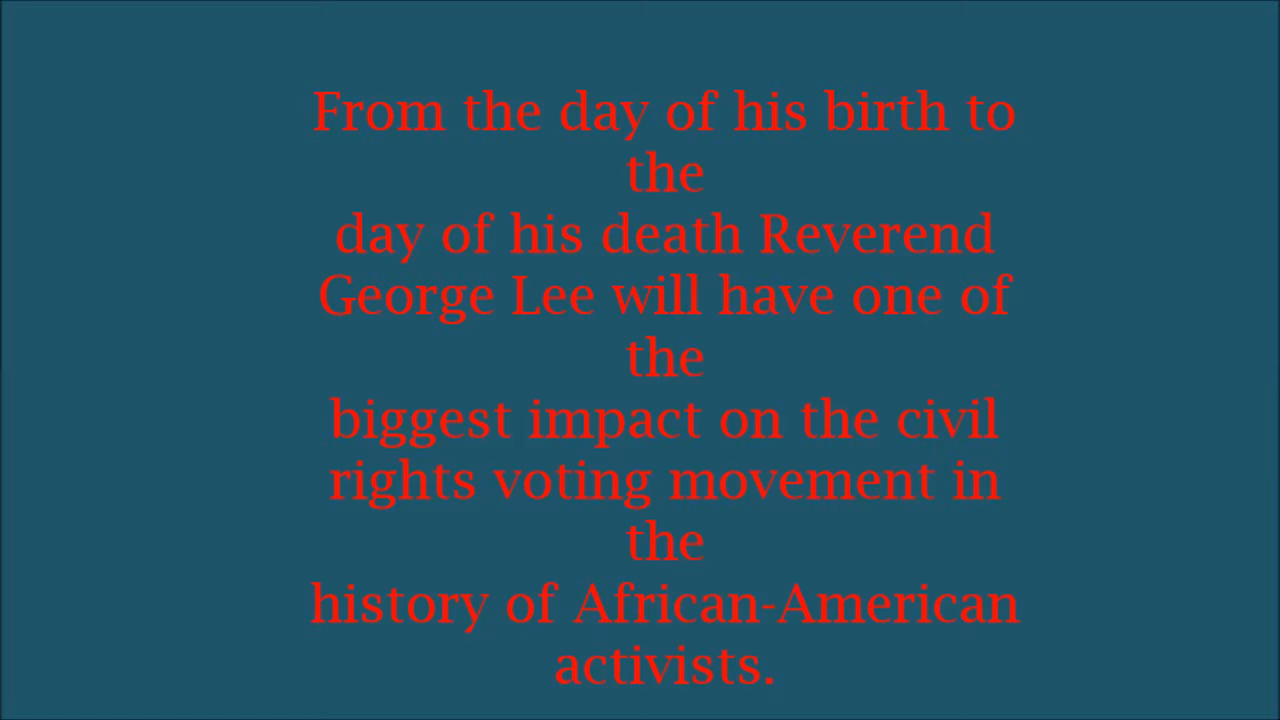 From the day of his birth to
the
day of his death Reverend
George Lee will have one of
the
biggest impact on the civil
rights voting movement in
the
history of African-American
activists.